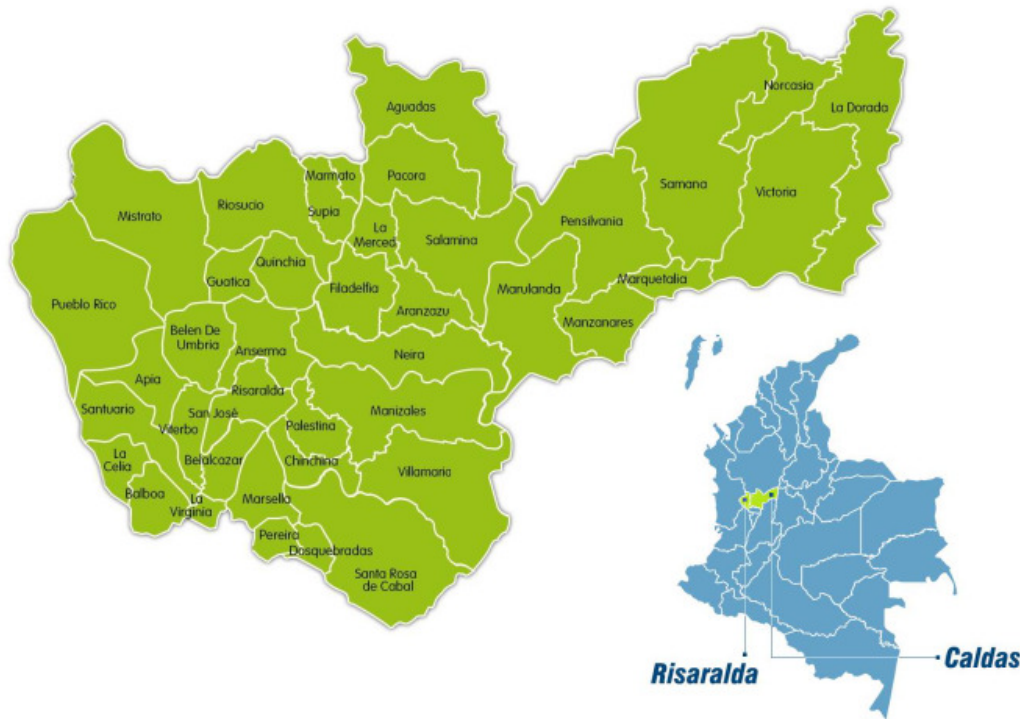 Norcasia
La Dorada
Aguadas
Marmato
Pacora
Samana
Victoria
Mistrato
Riosucio
Supia
La
Merced
Salamina
Pensilvania
Quinchia
Guatica
Filadelfia
Marulanda
Marquetalia
Pueblo Rico
Aranzazu
Manzanares
Belen De
Umbria
Anserma
Neira
Apia
Risaralda
Santuario
San Josè
Manizales
Viterbo
Palestina
La
Celia
Belalcazar
Chinchina
Villamaria
Balboa
La
Virginia
Marsella
Pereira
Dosquebradas
Santa Rosa
de Cabal
Risaralda
Caldas